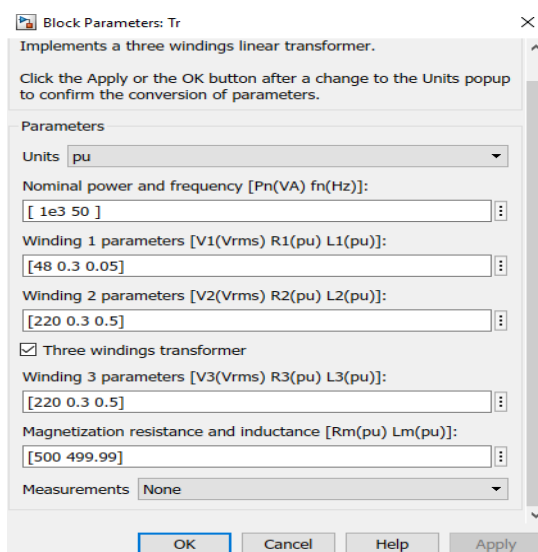 Block Parameters: Tr
Implements a three windings linear transformer.
Click the Apply or the OK button after a change to the Units popup
to confirm the conversion of parameters.
Parameters
Units pu
Nominal power and frequency [Pn(VA) fn(Hz)]:
[ 1e3 50 ]
Winding 1 parameters [V1(Vrms) R1(pu) L1(pu)]:
[48 0.3 0.05]
Winding 2 parameters [V2(Vrms) R2(pu) L2(pu)]:
[220 0.3 0.5]
Three windings transformer
Winding 3 parameters [V3(Vrms) R3(pu) L3(pu)]:
[220 0.3 0.5]
Magnetization resistance and inductance [Rm(pu) Lm(pu)]:
[500 499.99]
Measurements None
OK Cancel Help Apply